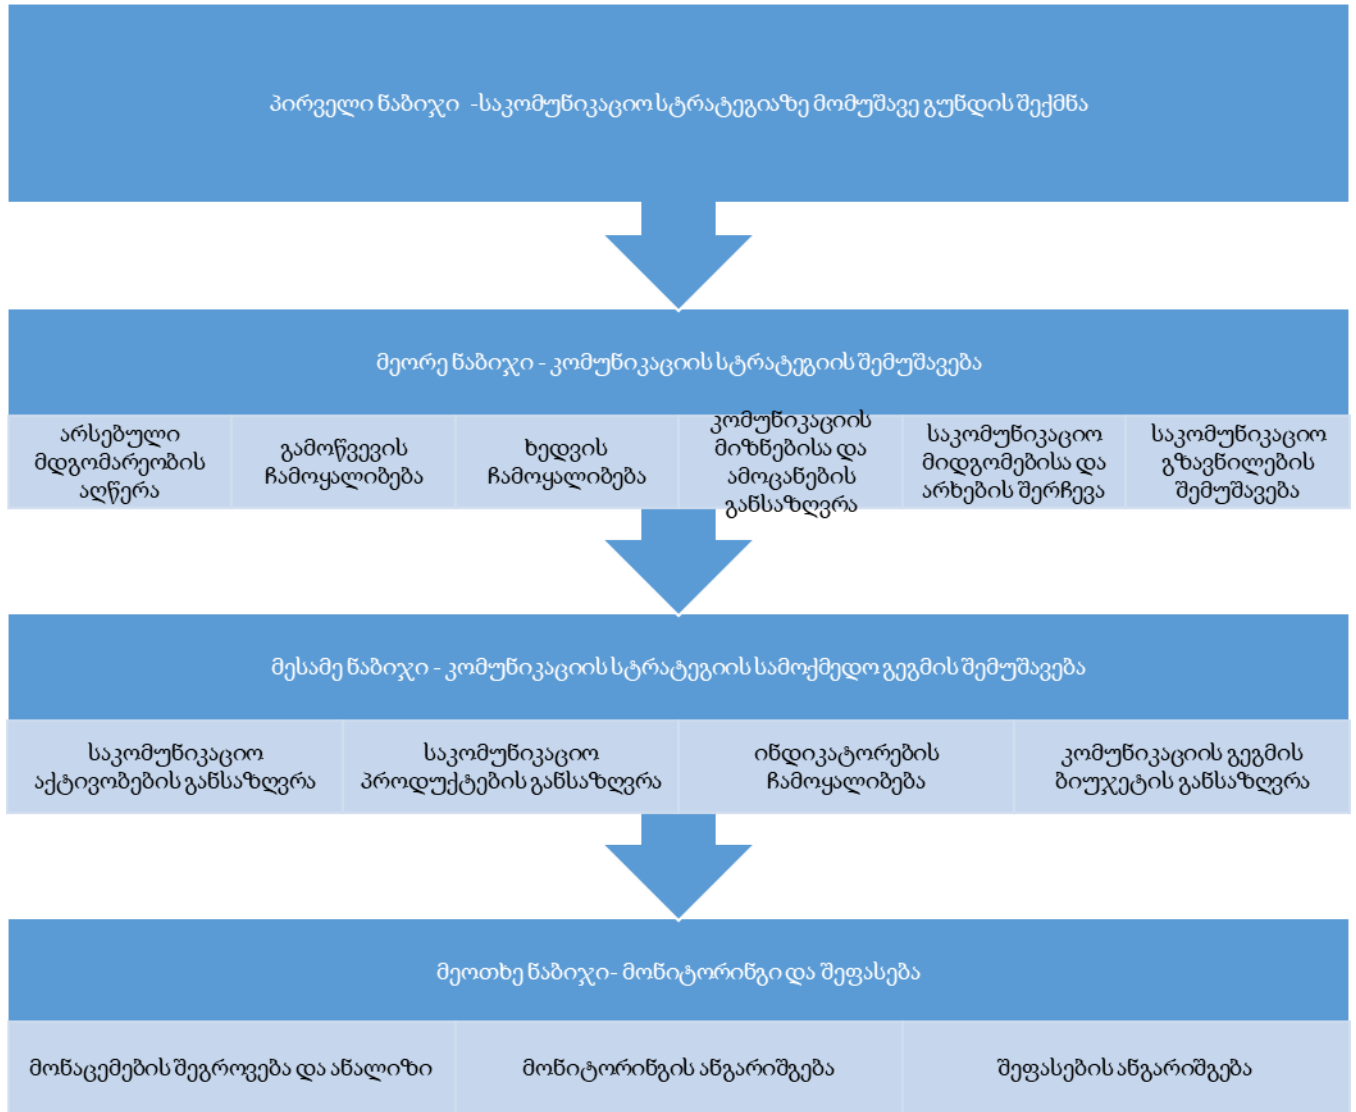 პირველი ნაბიჯი -საკომუნიკაციო სტრატეგიაზე მომუშავე გუნდის შექმნა
მეორე ნაბიჯი - კომუნიკაციის სტრატეგიის შემუშავება
არსებული
მდგომარეობის
აღწერა
გამოწვევის
ჩამოყალიბება
ხედვის
ჩამოყალიბება
კომუნიკაციის
მიზნებისა და
ამოცანების
განსაზღვრა
საკომუნიკაციო
მიდგომებისა და
არხების შერჩევა
საკომუნიკაციო
გზავნილების
შემუშავება
მესამე ნაბიჯი - კომუნიკაციის სტრატეგიის სამოქმედო გეგმის შემუშავება
საკომუნიკაციო
აქტივობების განსაზღვრა
საკომუნიკაციო
პროდუქტების განსაზღვრა
ინდიკატორების
ჩამოყალიბება
კომუნიკაციის გეგმის
ბიუჯეტის განსაზღვრა
მეოთხე ნაბიჯი- მონიტორინგი და შეფასება
მონაცემების შეგროვება და ანალიზი
მონიტორინგის ანგარიშგება
შეფასების ანგარიშგება